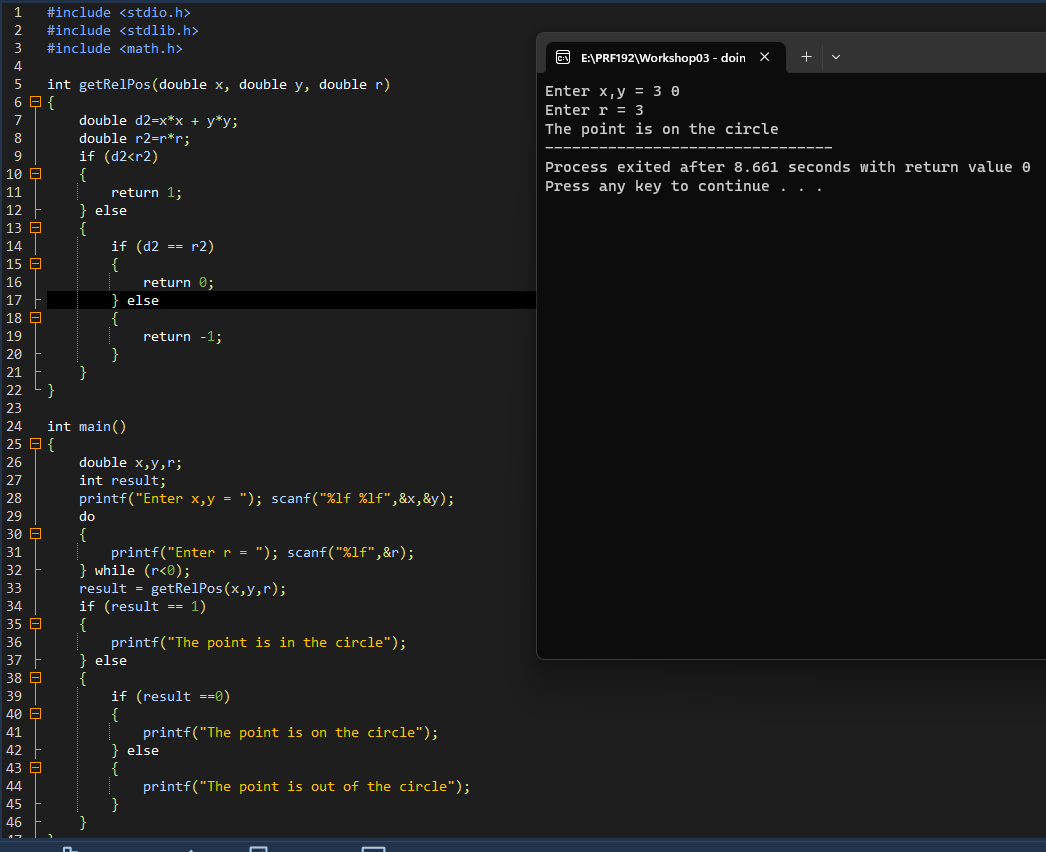 1 #include <stdio.h>
2 #include <stdlib.h>
3 #include <math.h>
4
5 int getRelPos(double x, double y, double r)
6 {
7 double d2=x*x + y*y;
8 double r2=r*r;
9 if (d2<r2)
10 {
11 return 1;
12 } else
13 {
14 if (d2 == r2)
15 {
16 return 0;
17 } else
18 {
19 return -1;
20 }
21 }
22 }
23
24 int main()
25 {
26 double x,y,r;
27 int result;
28 printf("Enter x,y = "); scanf("%lf %lf",&x,&y);
29 do
30 {
31 printf("Enter r = "); scanf("%lf",&r);
32 } while (r<0);
33 result = getRelPos(x,y,r);
34 if (result == 1)
35 {
36 printf("The point is in the circle");
37 } else
38 {
39 if (result ==0)
40 {
41 printf("The point is on the circle");
42 } else
43 {
44 printf("The point is out of the circle");
45 }
46 }
47 }
E:\PRF192\Workshop03 - doin
Enter x,y = 3 0
Enter r = 3
The point is on the circle
--------------------------------
Process exited after 8.661 seconds with return value 0
Press any key to continue . . .